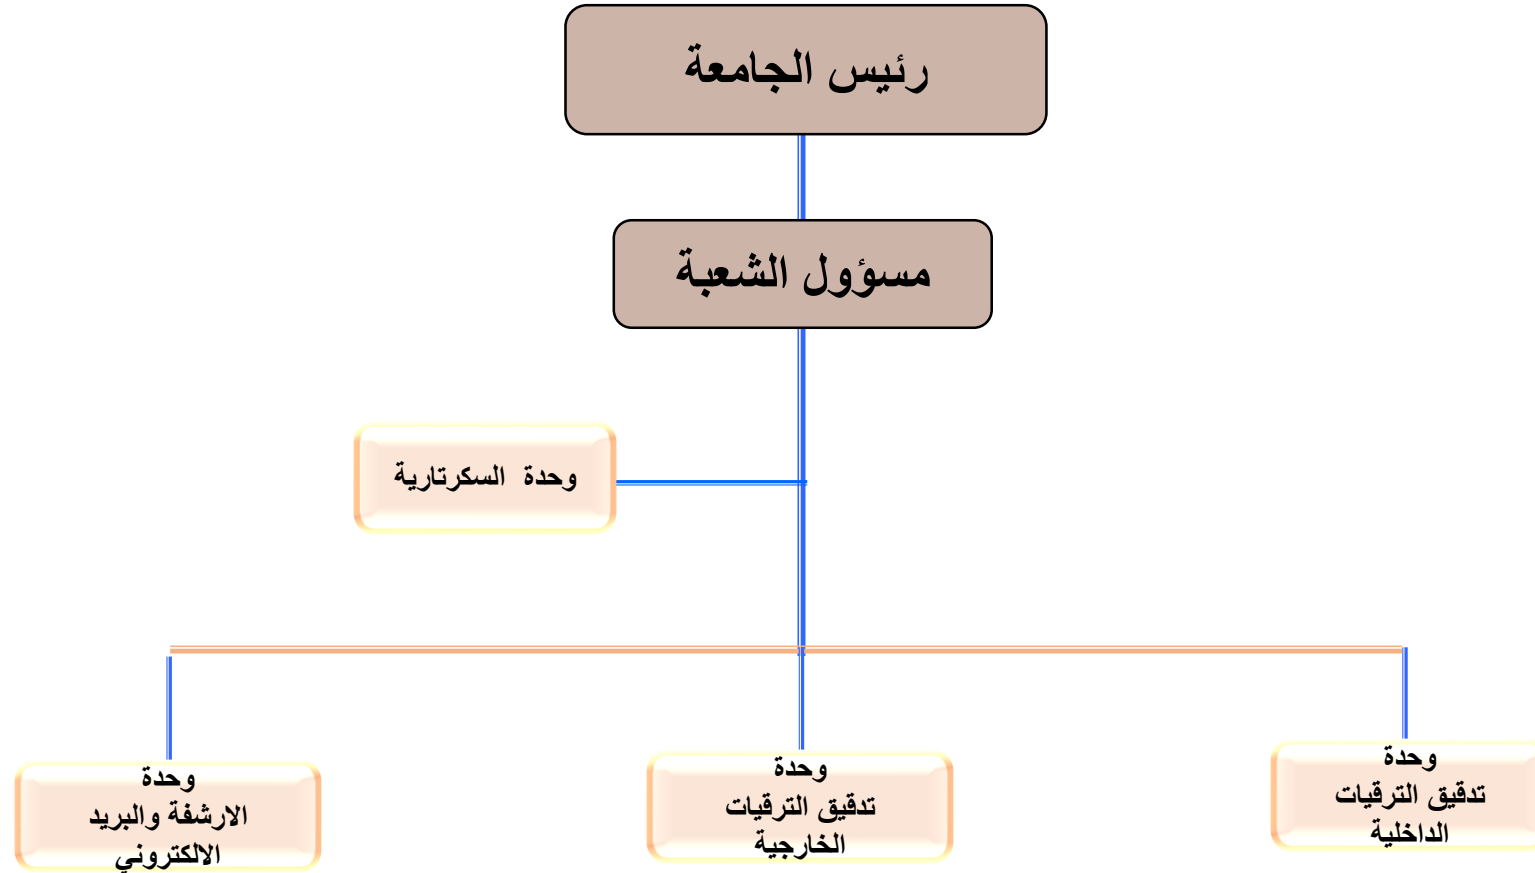 رئيس الجامعة
مسؤول الشعبة
وحدة السكرتارية
وحدة
تدقيق الترقيات
الداخلية
وحدة
تدقيق الترقيات
الخارجية
وحدة
الارشفة والبريد
الالكتروني